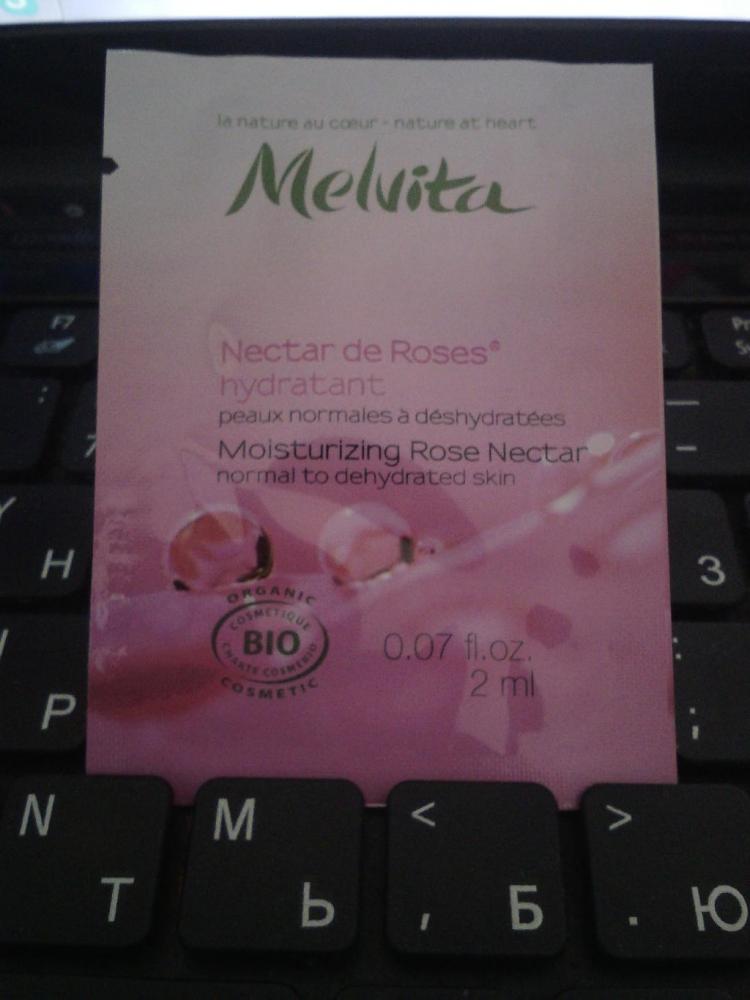 la nature au cœur - nature at heart
Melvita
F7
Nectar de Roses®
hydratant
peaux normales à déshydratées
Moisturizing Rose Nectar
normal to dehydrated skin
: 
7
—
-
Y
H
З
ORGANIC
COSMETIQUE
BIO
CHARTE COSMEBIO
COSMETIC
0.07 fl.oz.
2 ml
:
;
P
N
T
M
Ь
<
, Б
>
. Ю